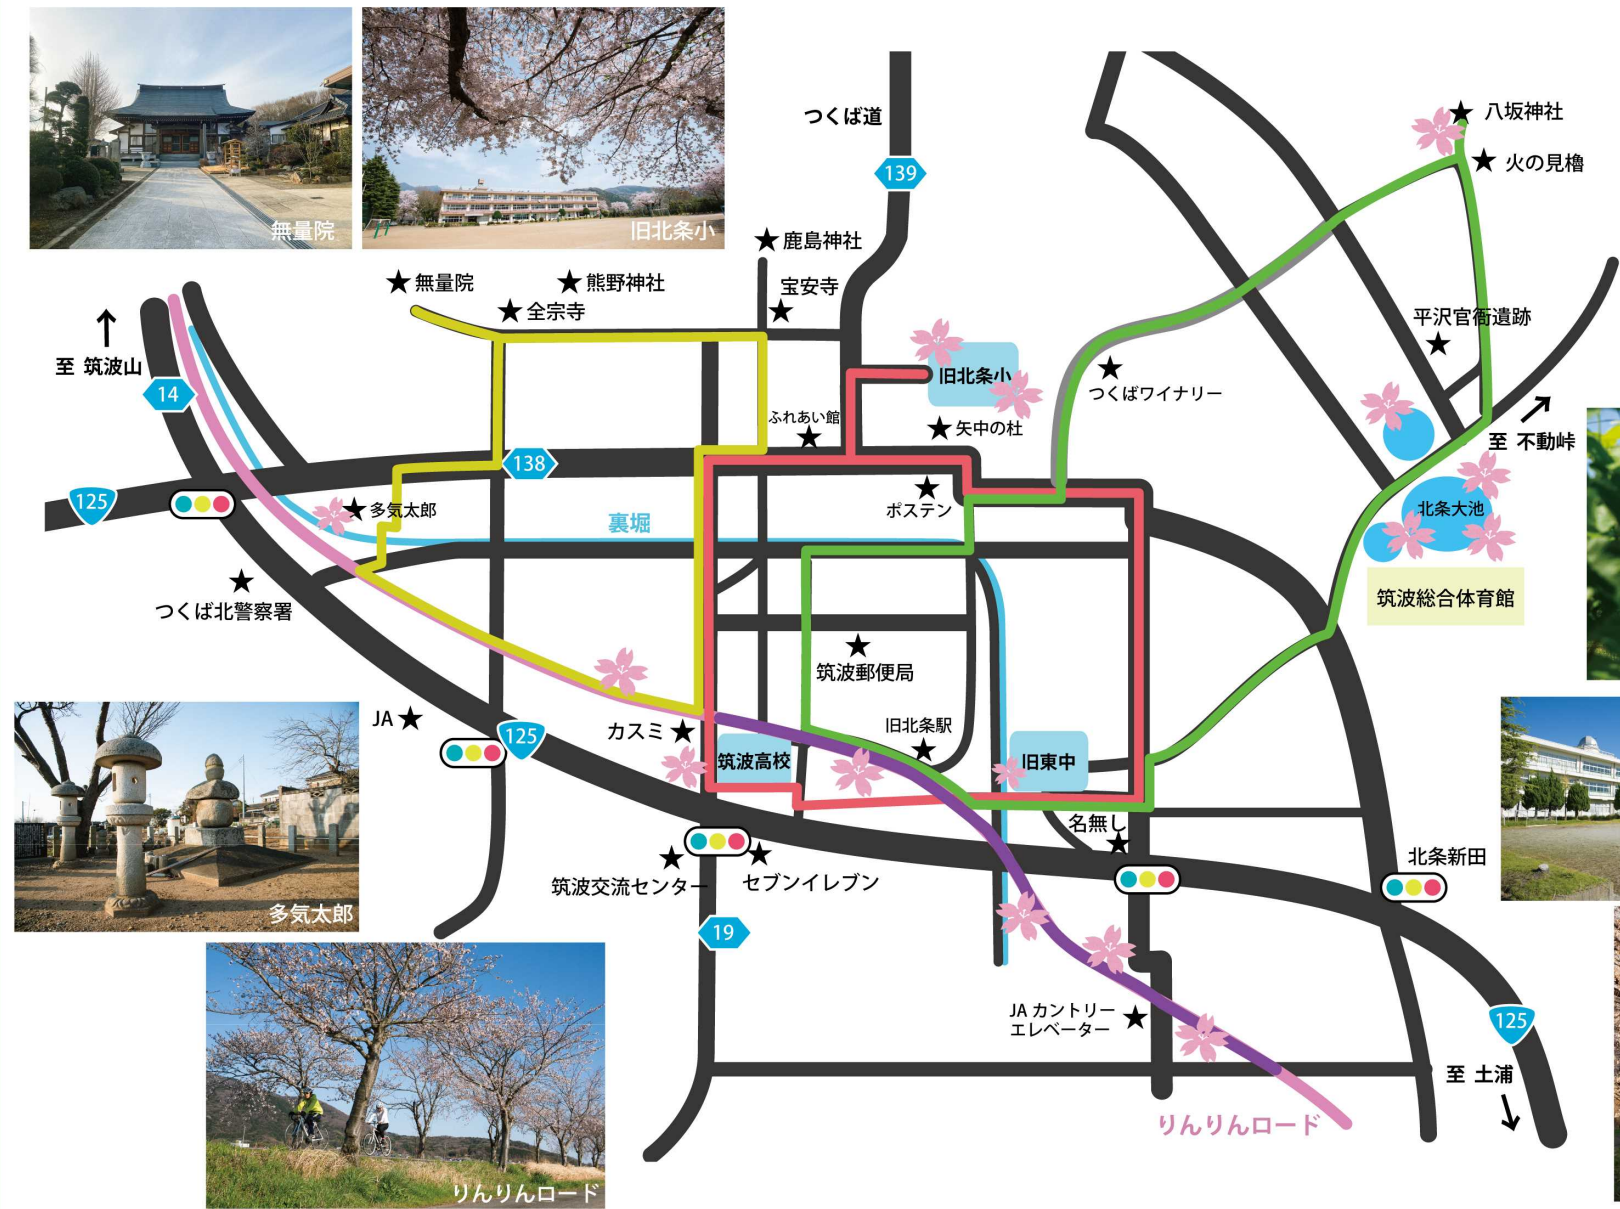 無量院
旧北条小
つくば道
139
八坂神社
火の見櫓
鹿島神社
無量院
熊野神社
宝安寺
全宗寺
平沢官衙遺跡
至 筑波山
14
旧北条小
つくばワイナリー
ふれあい館
矢中の杜
至 不動峠
138
125
多気太郎
ポステン
北条大池
裏堀
つくば北警察署
筑波総合体育館
筑波郵便局
JA
125
カスミ
旧北条駅
筑波高校
旧東中
名無し
筑波交流センター
セブンイレブン
北条新田
多気太郎
19
JA カントリー
エレベーター
125
至 土浦
りんりんロード
りんりんロード